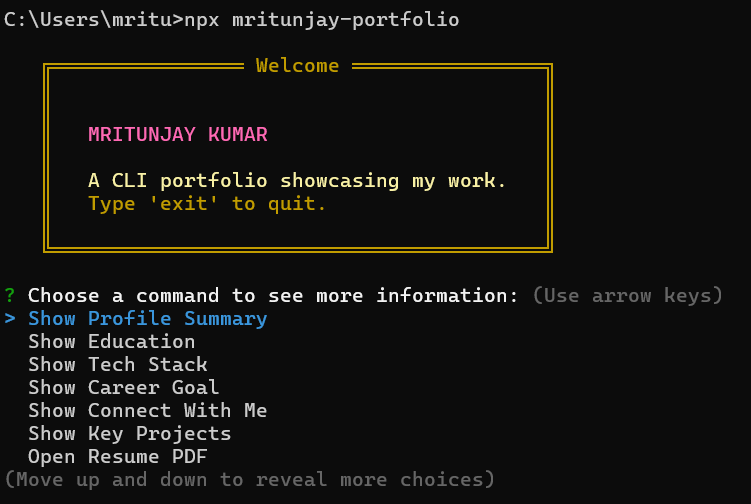 C:\Users\mritu>npx mritunjay-portfolio
Welcome
MRITUNJAY KUMAR
A CLI portfolio showcasing my work.
Type 'exit' to quit.
? Choose a command to see more information: (Use arrow keys)
> Show Profile Summary
Show Education
Show Tech Stack
Show Career Goal
Show Connect With Me
Show Key Projects
Open Resume PDF
(Move up and down to reveal more choices)